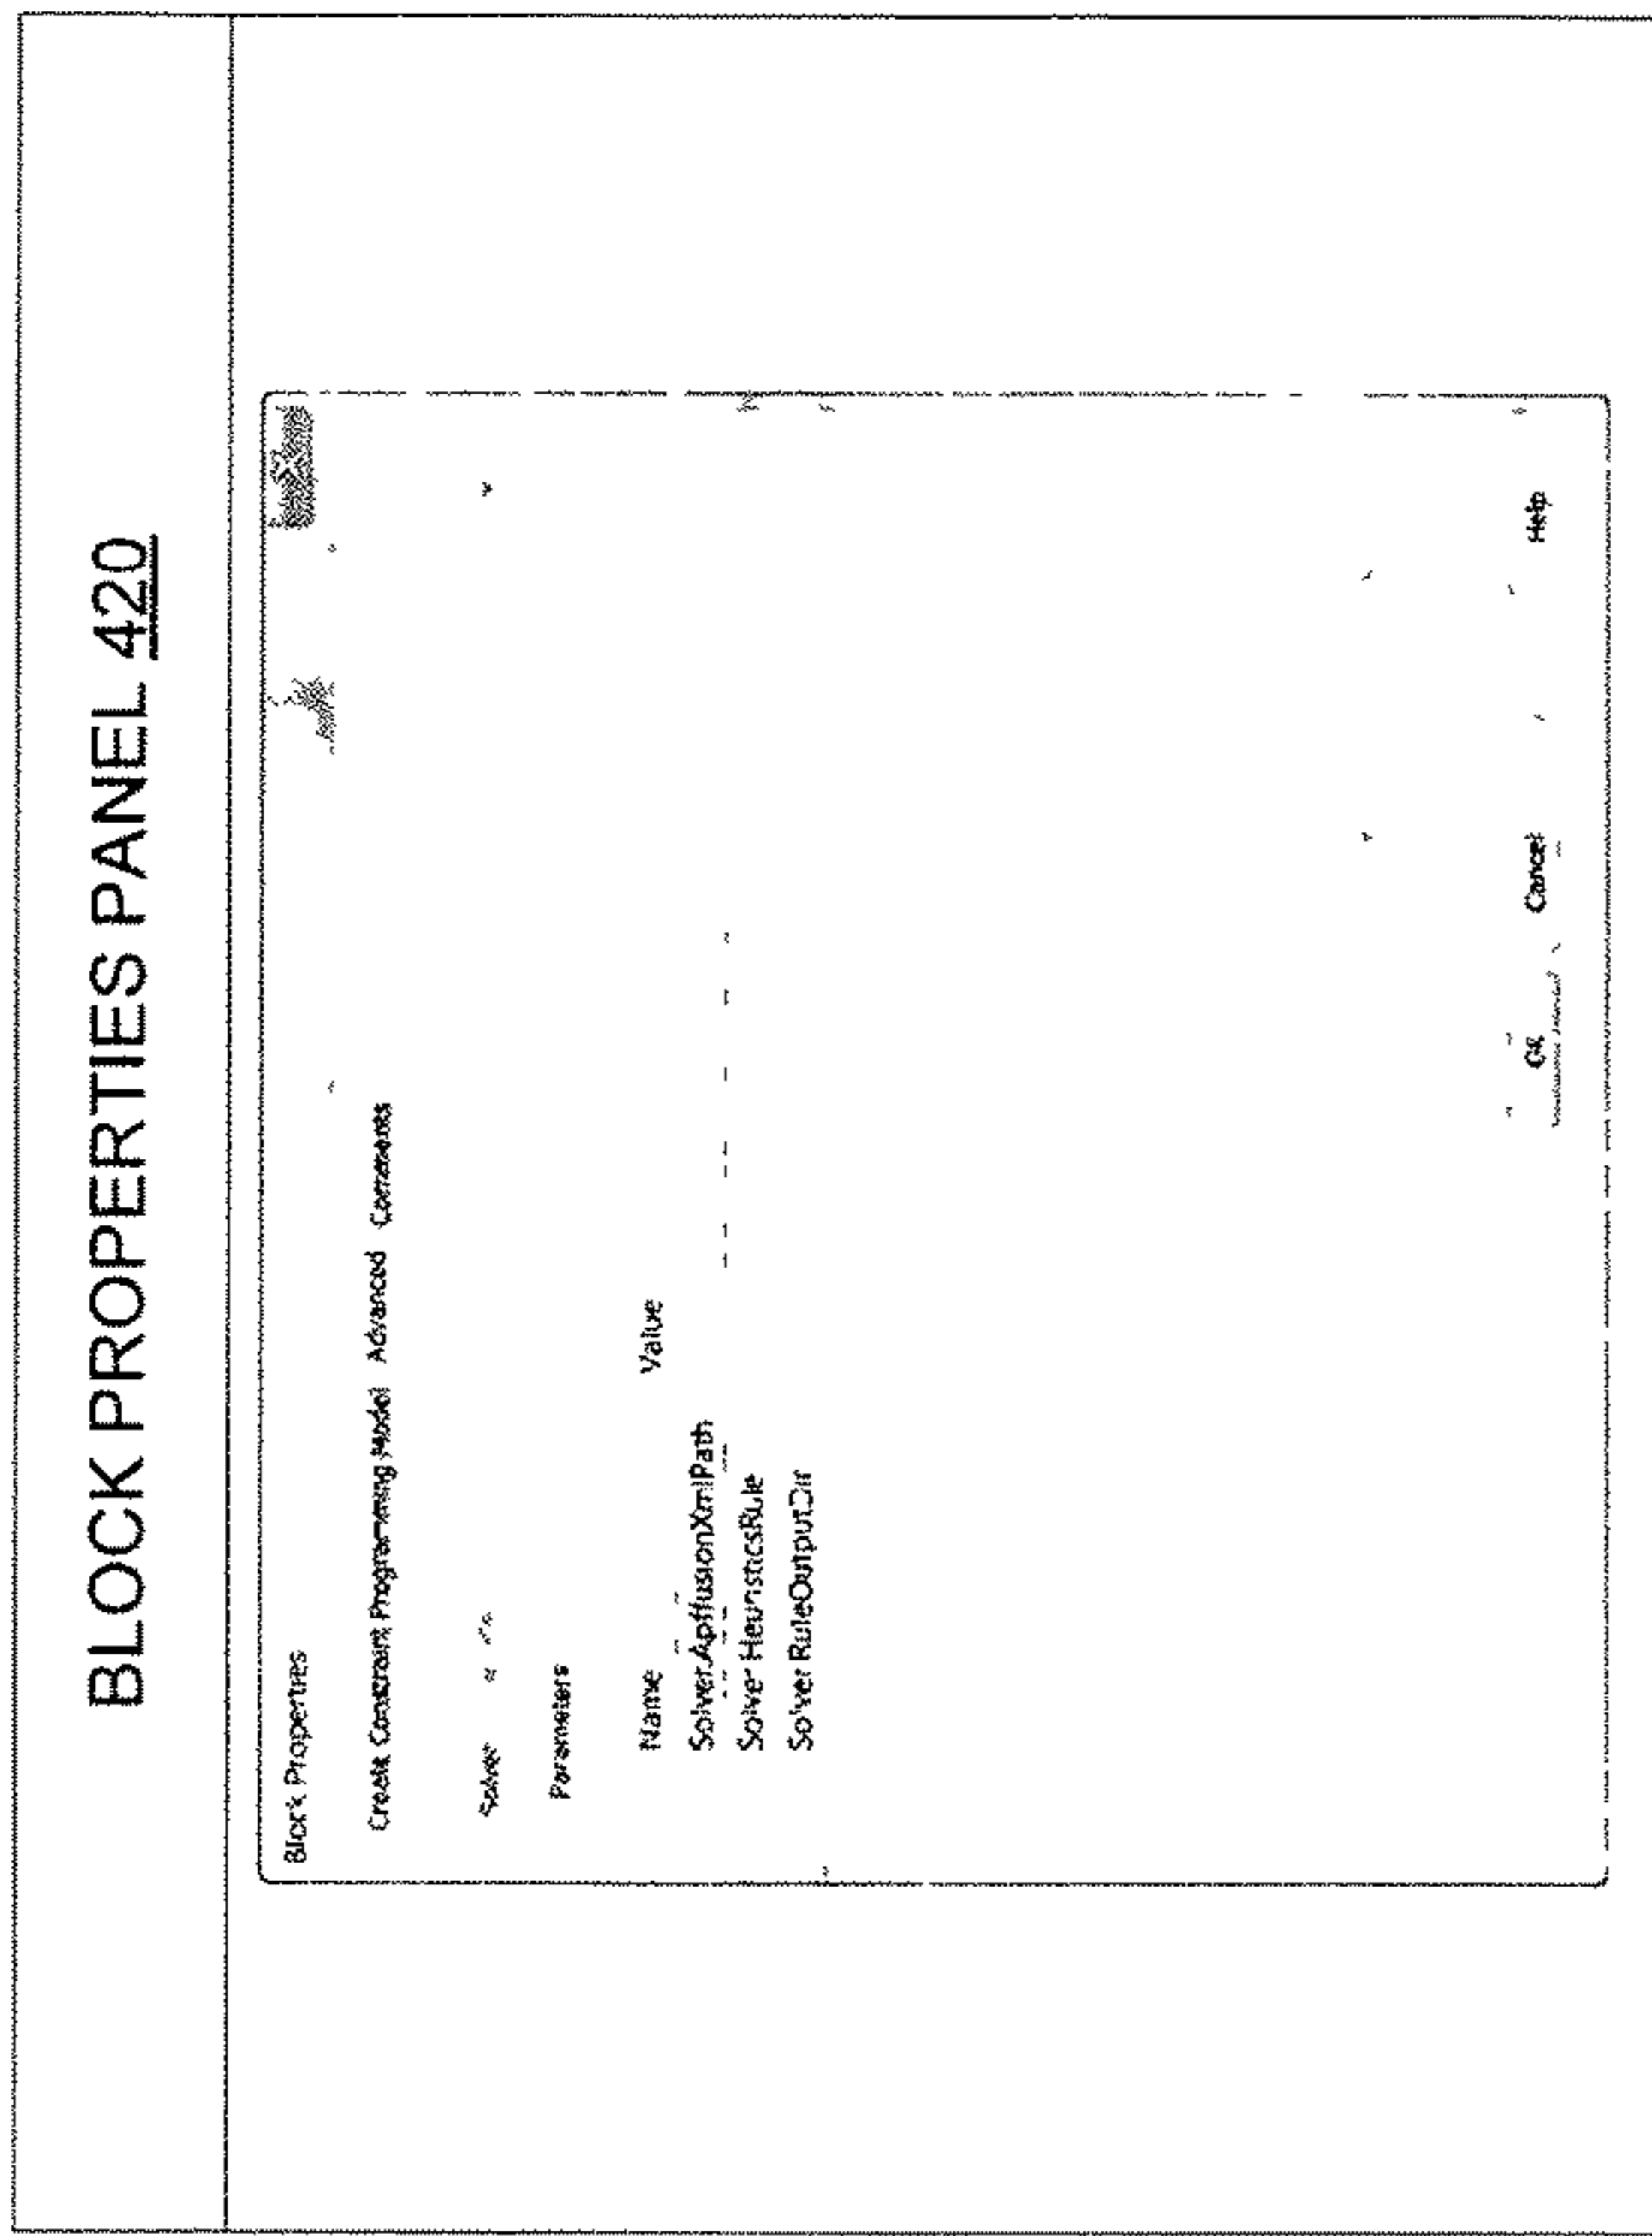 BLOCK PROPERTIES PANEL 420
Block Properties
Create Constraint Programming Model Advanced Comments
Solver
Parameters
Name Value
Solver.ApffusionXmlPath
Solver HeuristicsRule
Solver RuleOutputDir
OK Cancel Help